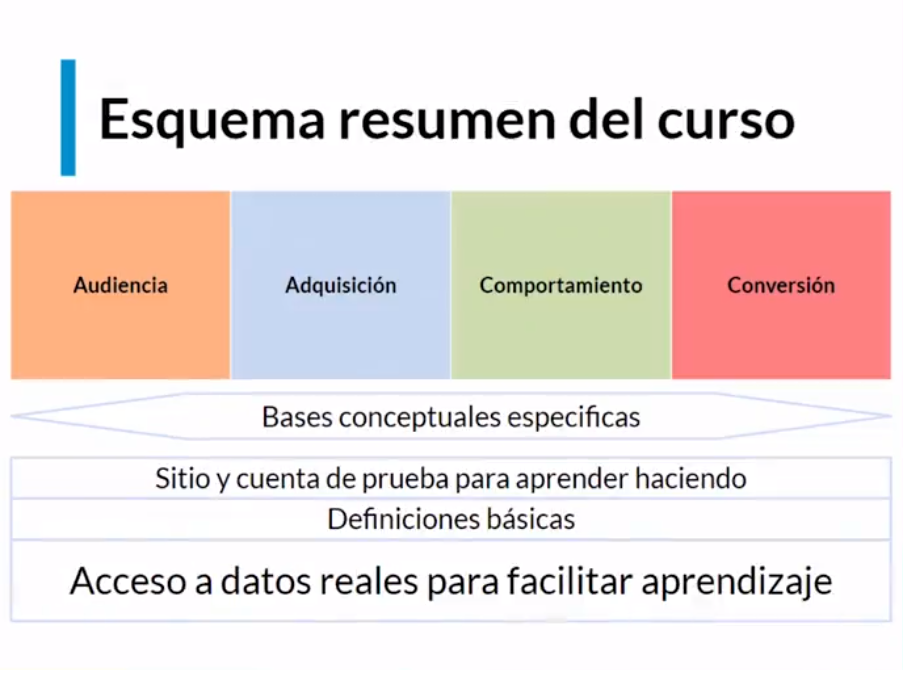 Esquema resumen del curso
Audiencia
Adquisición
Comportamiento
Conversión
Bases conceptuales especificas
Sitio y cuenta de prueba para aprender haciendo
Definiciones básicas
Acceso a datos reales para facilitar aprendizaje